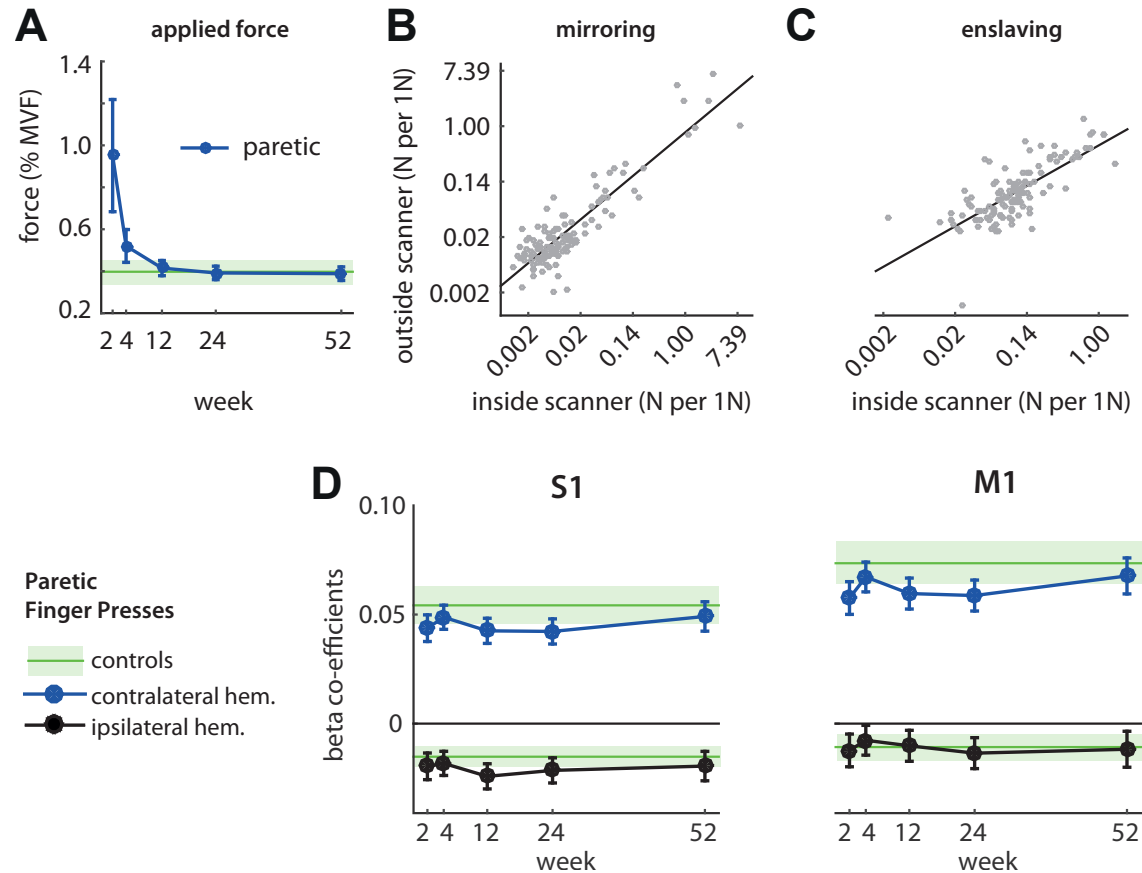 A
applied force
force (% MVF)
1.4
1.0
0.6
0.2
paretic
2 4 12 24 52
week
B
mirroring
outside scanner (N per 1N)
7.39
1.00
0.14
0.02
0.002
0.002 0.02 0.14 1.00 7.39
inside scanner (N per 1N)
C
enslaving
0.002 0.02 0.14 1.00
inside scanner (N per 1N)
Paretic
Finger Presses
controls
contralateral hem.
ipsilateral hem.
D
S1
beta co-efficients
0.10
0.05
0
2 4 12 24 52
week
M1
2 4 12 24 52
week